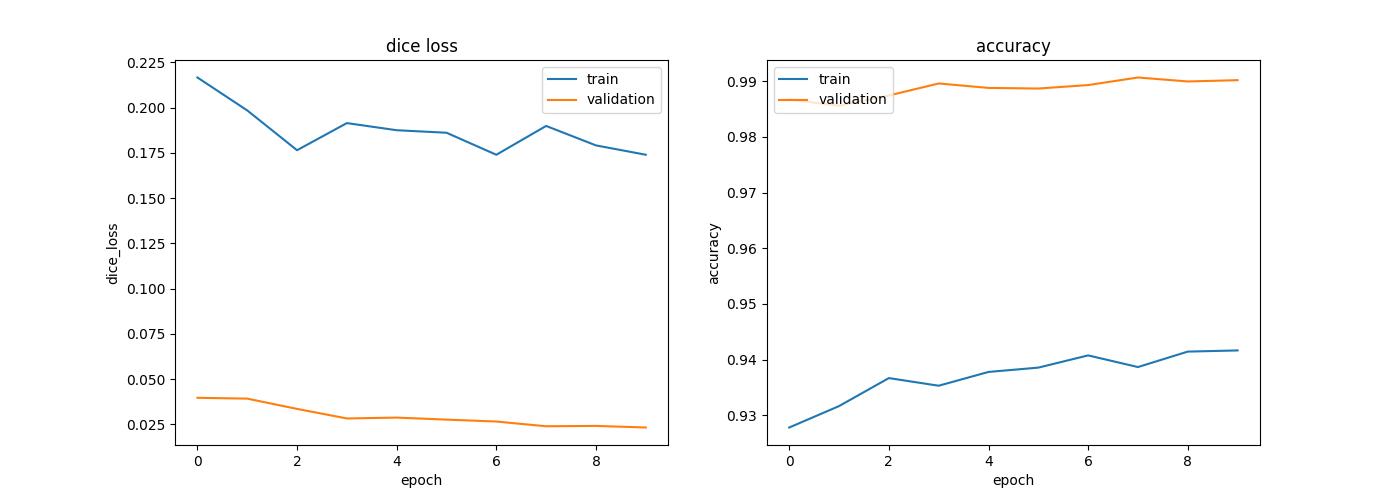 dice loss
0.225
0.200
0.175
0.150
0.125
0.100
0.075
0.050
0.025
dice_loss
train
validation
0 2 4 6 8
epoch
accuracy
0.99
0.98
0.97
0.96
0.95
0.94
0.93
accuracy
train
validation
0 2 4 6 8
epoch